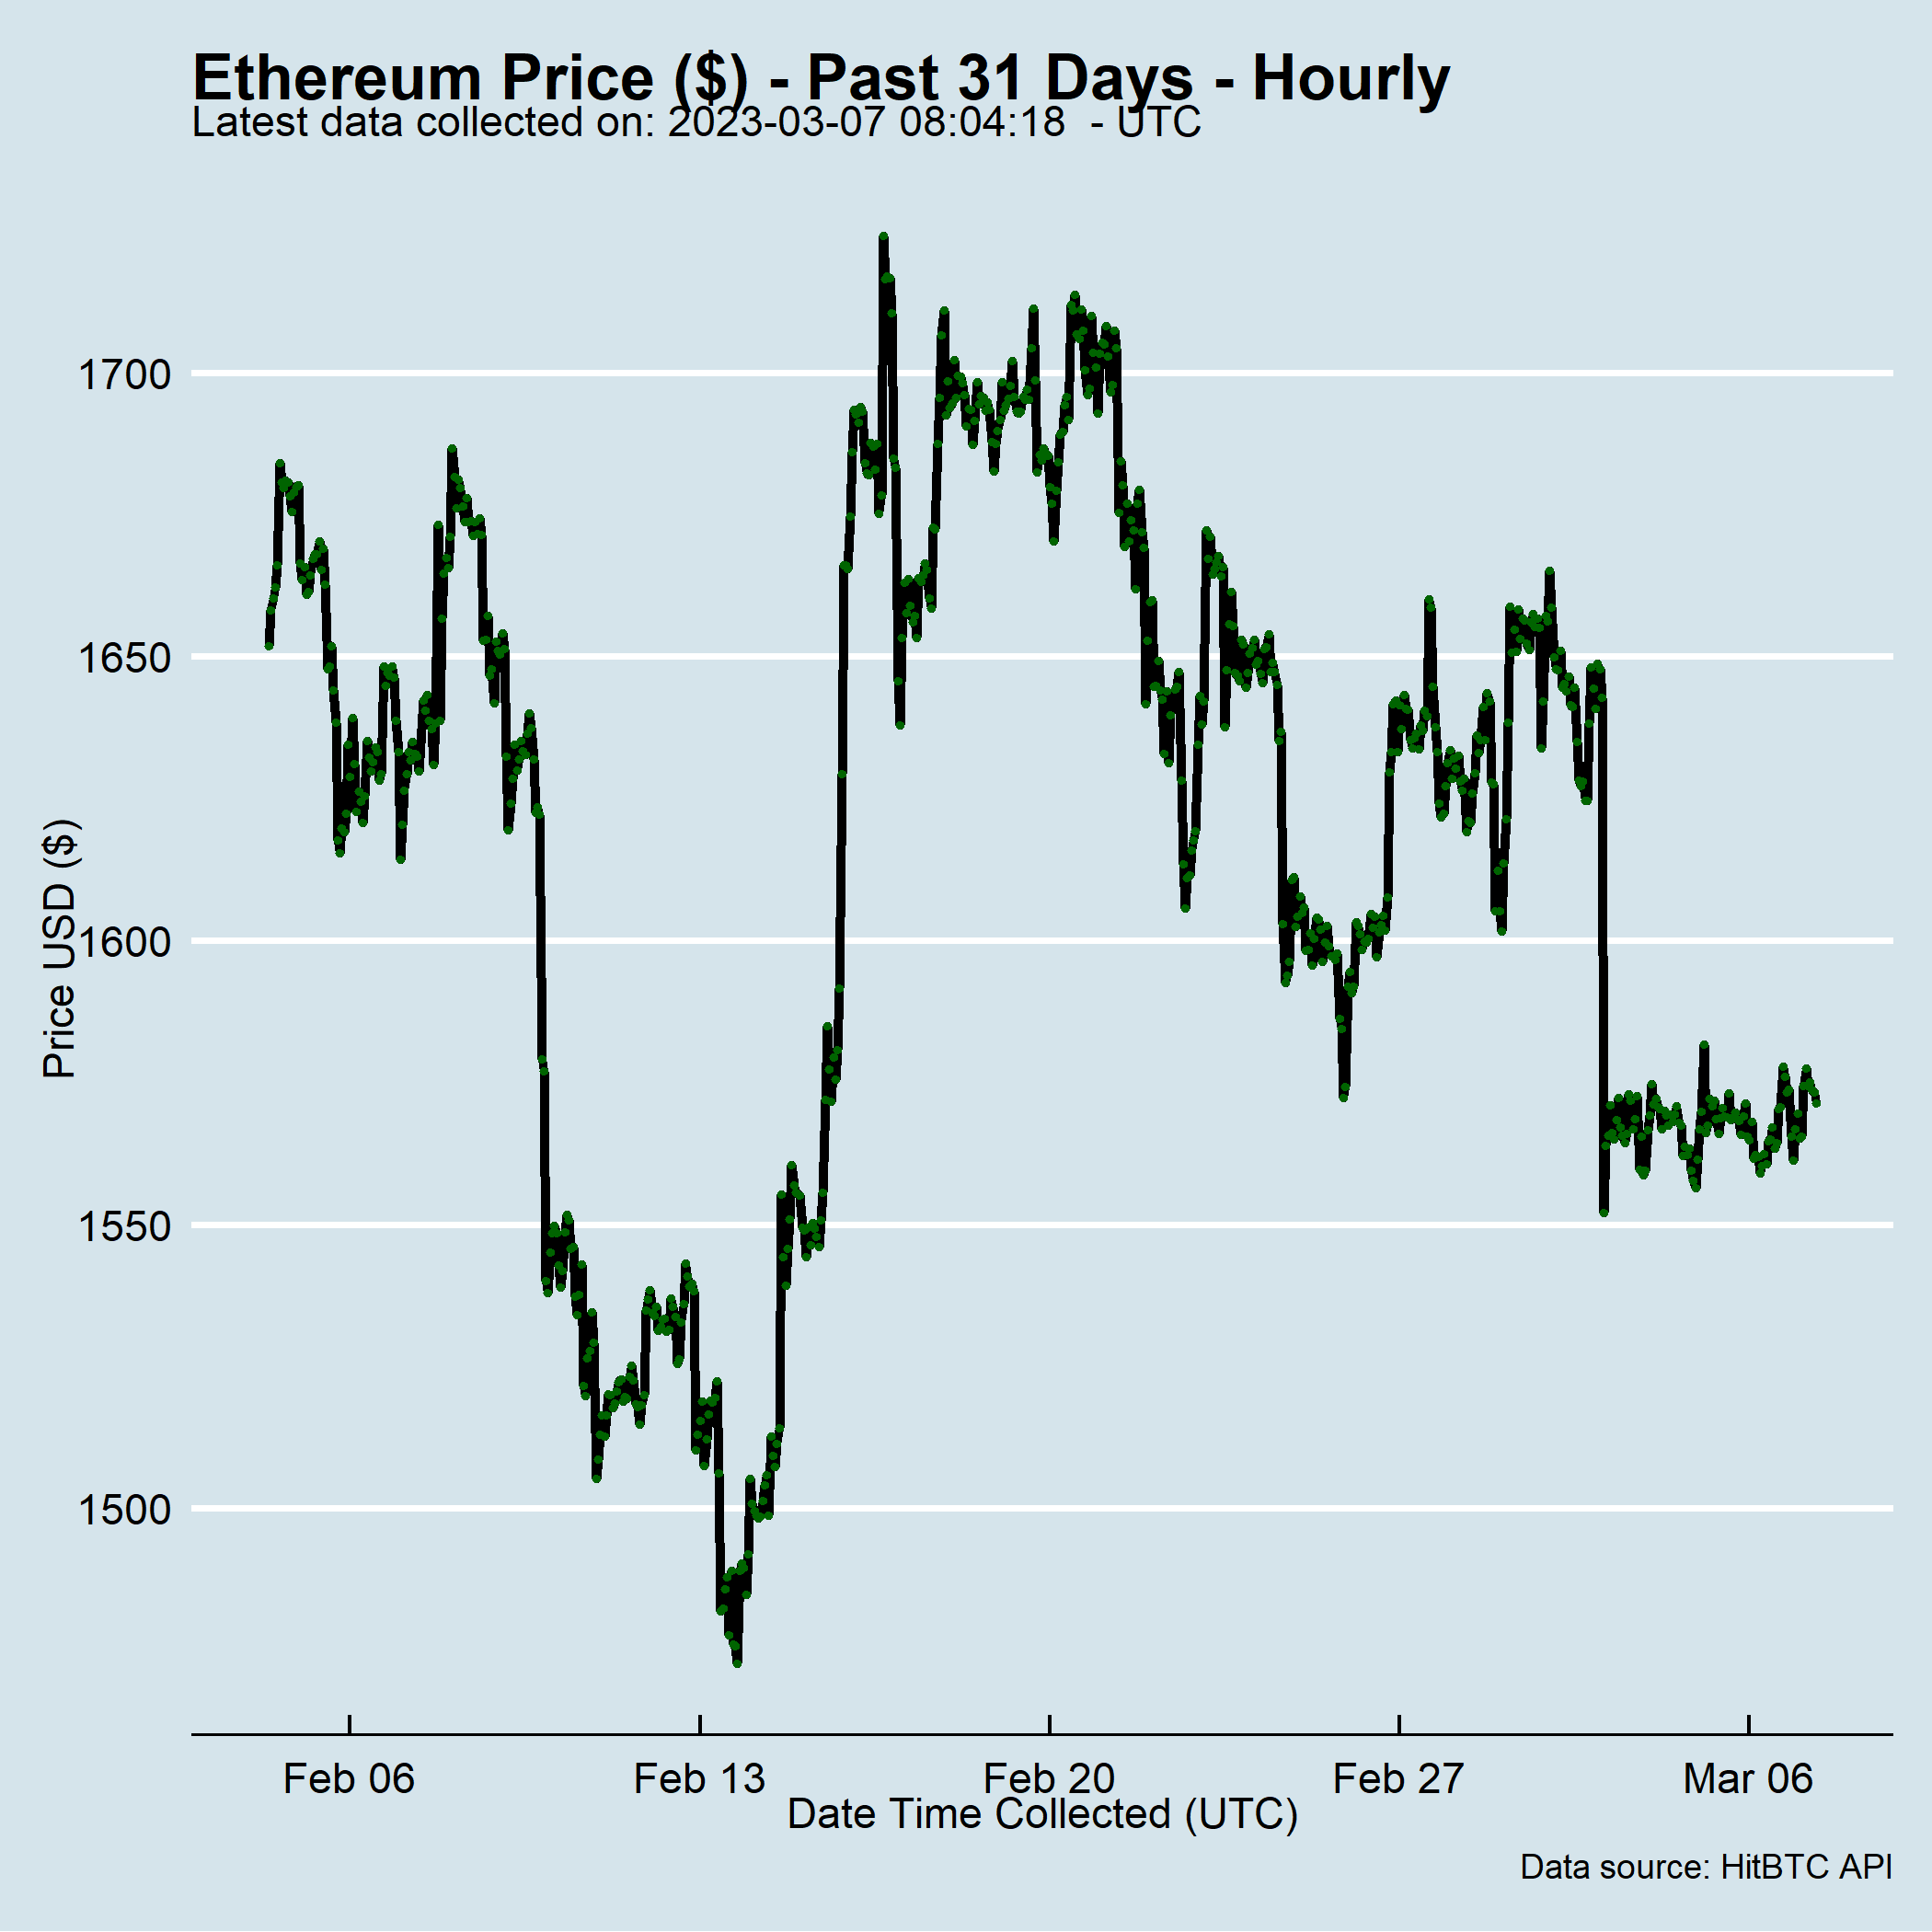 Ethereum Price ($) - Past 31 Days - Hourly
Latest data collected on: 2023-03-07 08:04:18  - UTC
1700
1650
1600
1550
1500
Price USD ($)
Feb 06 Feb 13 Feb 20 Feb 27 Mar 06
Date Time Collected (UTC)
Data source: HitBTC API